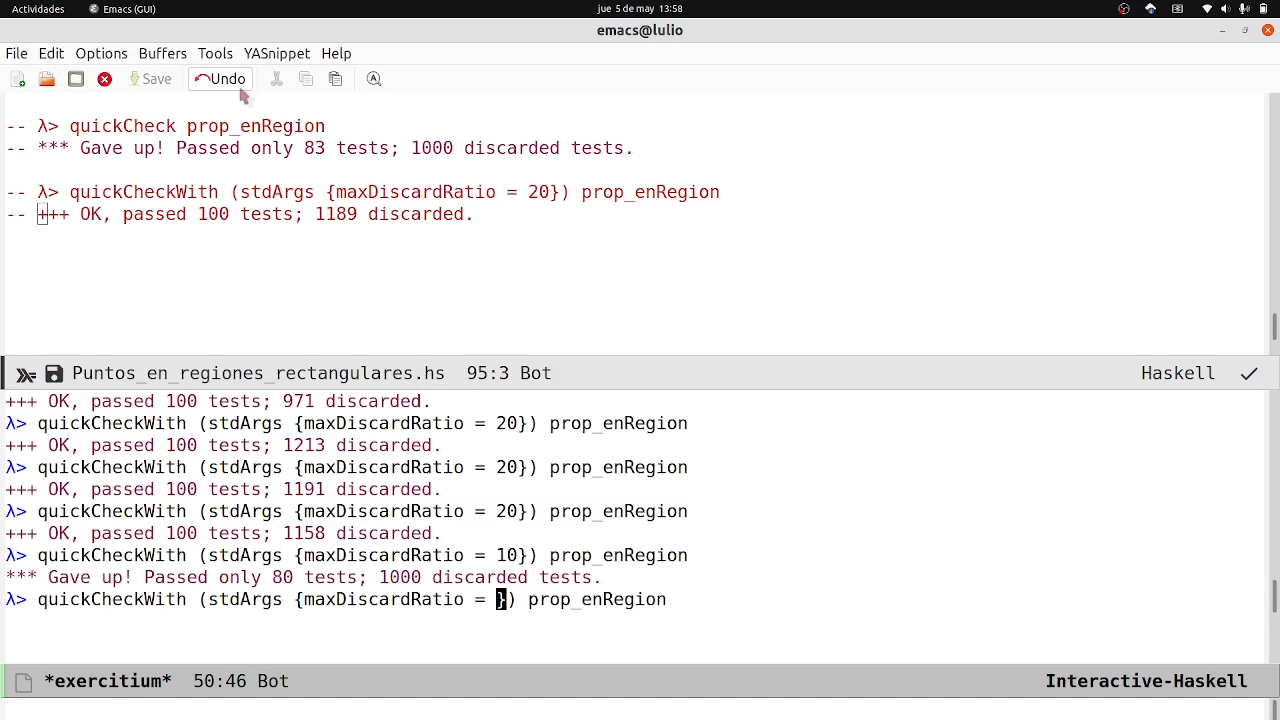 Actividades Emacs (GUI) jue 5 de may 13:58
emacs@lulio
File Edit Options Buffers Tools YASnippet Help
Save Undo
-- λ> quickCheck prop_enRegion
-- *** Gave up! Passed only 83 tests; 1000 discarded tests.
-- λ> quickCheckWith (stdArgs {maxDiscardRatio = 20}) prop_enRegion
-- +++ OK, passed 100 tests; 1189 discarded.
Puntos_en_regiones_rectangulares.hs 95:3 Bot Haskell
+++ OK, passed 100 tests; 971 discarded.
λ> quickCheckWith (stdArgs {maxDiscardRatio = 20}) prop_enRegion
+++ OK, passed 100 tests; 1213 discarded.
λ> quickCheckWith (stdArgs {maxDiscardRatio = 20}) prop_enRegion
+++ OK, passed 100 tests; 1191 discarded.
λ> quickCheckWith (stdArgs {maxDiscardRatio = 20}) prop_enRegion
+++ OK, passed 100 tests; 1158 discarded.
λ> quickCheckWith (stdArgs {maxDiscardRatio = 10}) prop_enRegion
*** Gave up! Passed only 80 tests; 1000 discarded tests.
λ> quickCheckWith (stdArgs {maxDiscardRatio = }) prop_enRegion
*exercitium* 50:46 Bot Interactive-Haskell